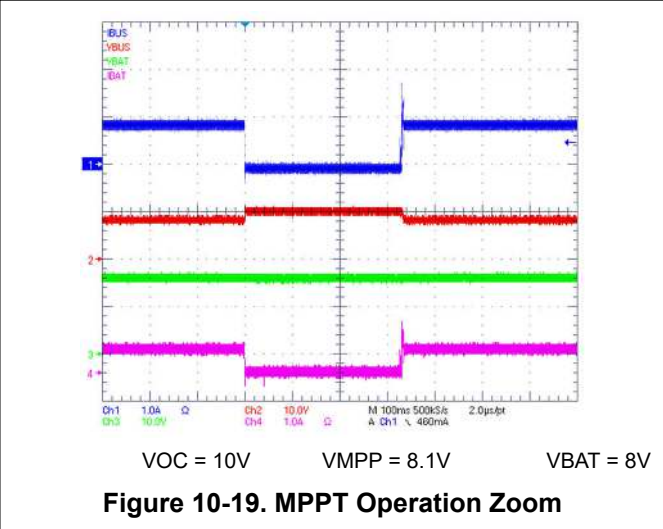 IBUS
VBUS
VBAT
IBAT
1
2
3
4
Ch1 1.0A Ω Ch2 10.0V M 100ms 500kS/s 2.0µs/pt
Ch3 10.0V Ch4 1.0A Ω A Ch1 \ 460mA
VOC = 10V VMPP = 8.1V VBAT = 8V
Figure 10-19. MPPT Operation Zoom